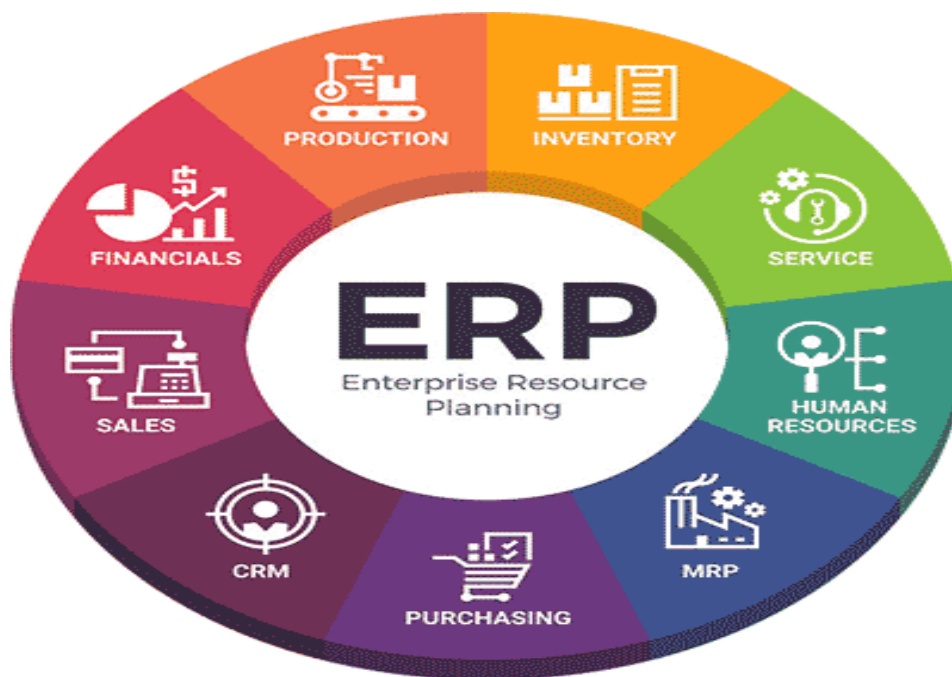 ERP
Enterprise Resource
Planning
PRODUCTION
INVENTORY
SERVICE
HUMAN
RESOURCES
MRP
PURCHASING
CRM
SALES
FINANCIALS
$